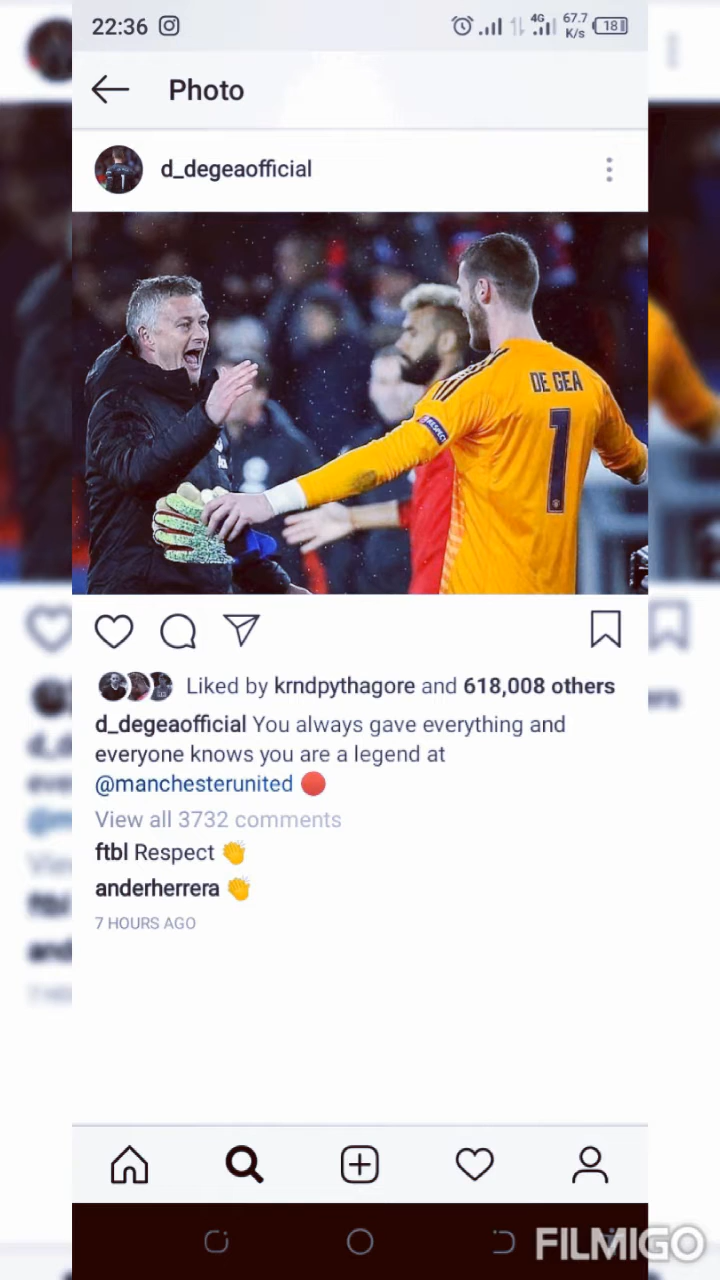 22:36
4G 67.7 K/s 18
Photo
d_degeaofficial
DE GEA
1
RESPECT
Liked by krndpythagore and 618,008 others
d_degeaofficial You always gave everything and
everyone knows you are a legend at
@manchesterunited 🔴
View all 3732 comments
ftbl Respect 👏
anderherrera 👏
7 HOURS AGO
FILMIGO